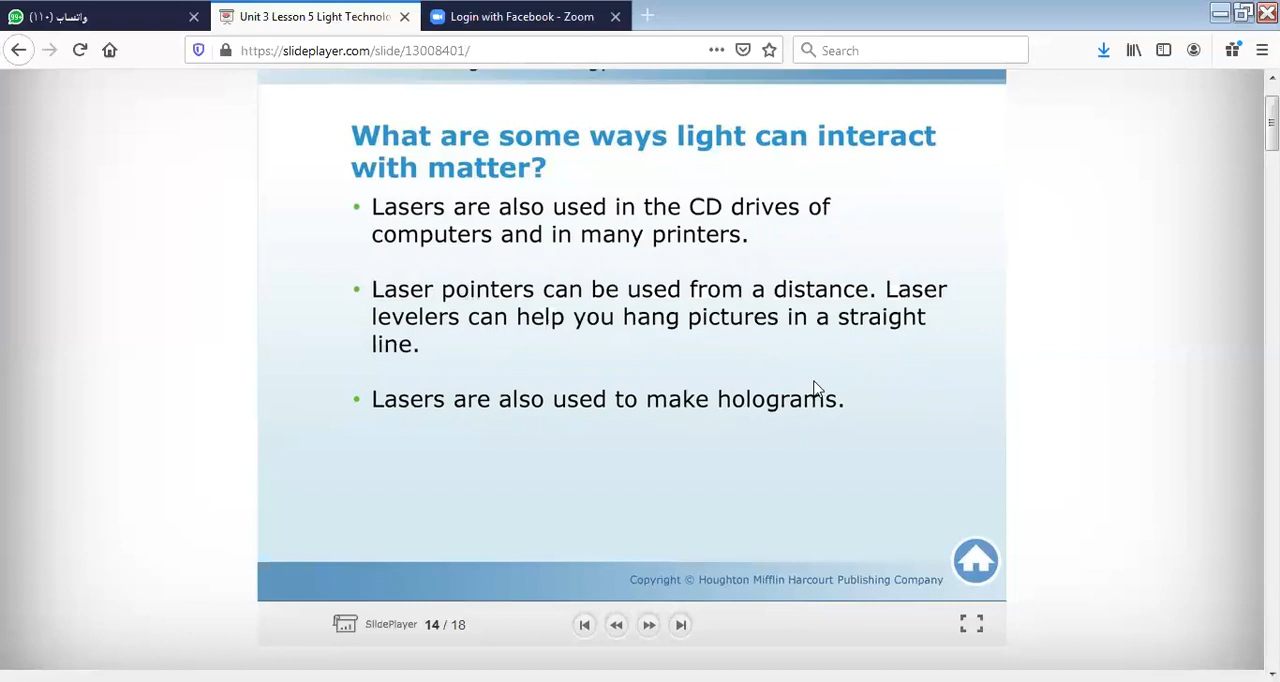 واتساب (١١٠)
Unit 3 Lesson 5 Light Technolo
Login with Facebook - Zoom
https://slideplayer.com/slide/13008401/
Search
What are some ways light can interact
with matter?
• Lasers are also used in the CD drives of
computers and in many printers.
• Laser pointers can be used from a distance. Laser
levelers can help you hang pictures in a straight
line.
• Lasers are also used to make holograms.
Copyright © Houghton Mifflin Harcourt Publishing Company
SlidePlayer 14 / 18